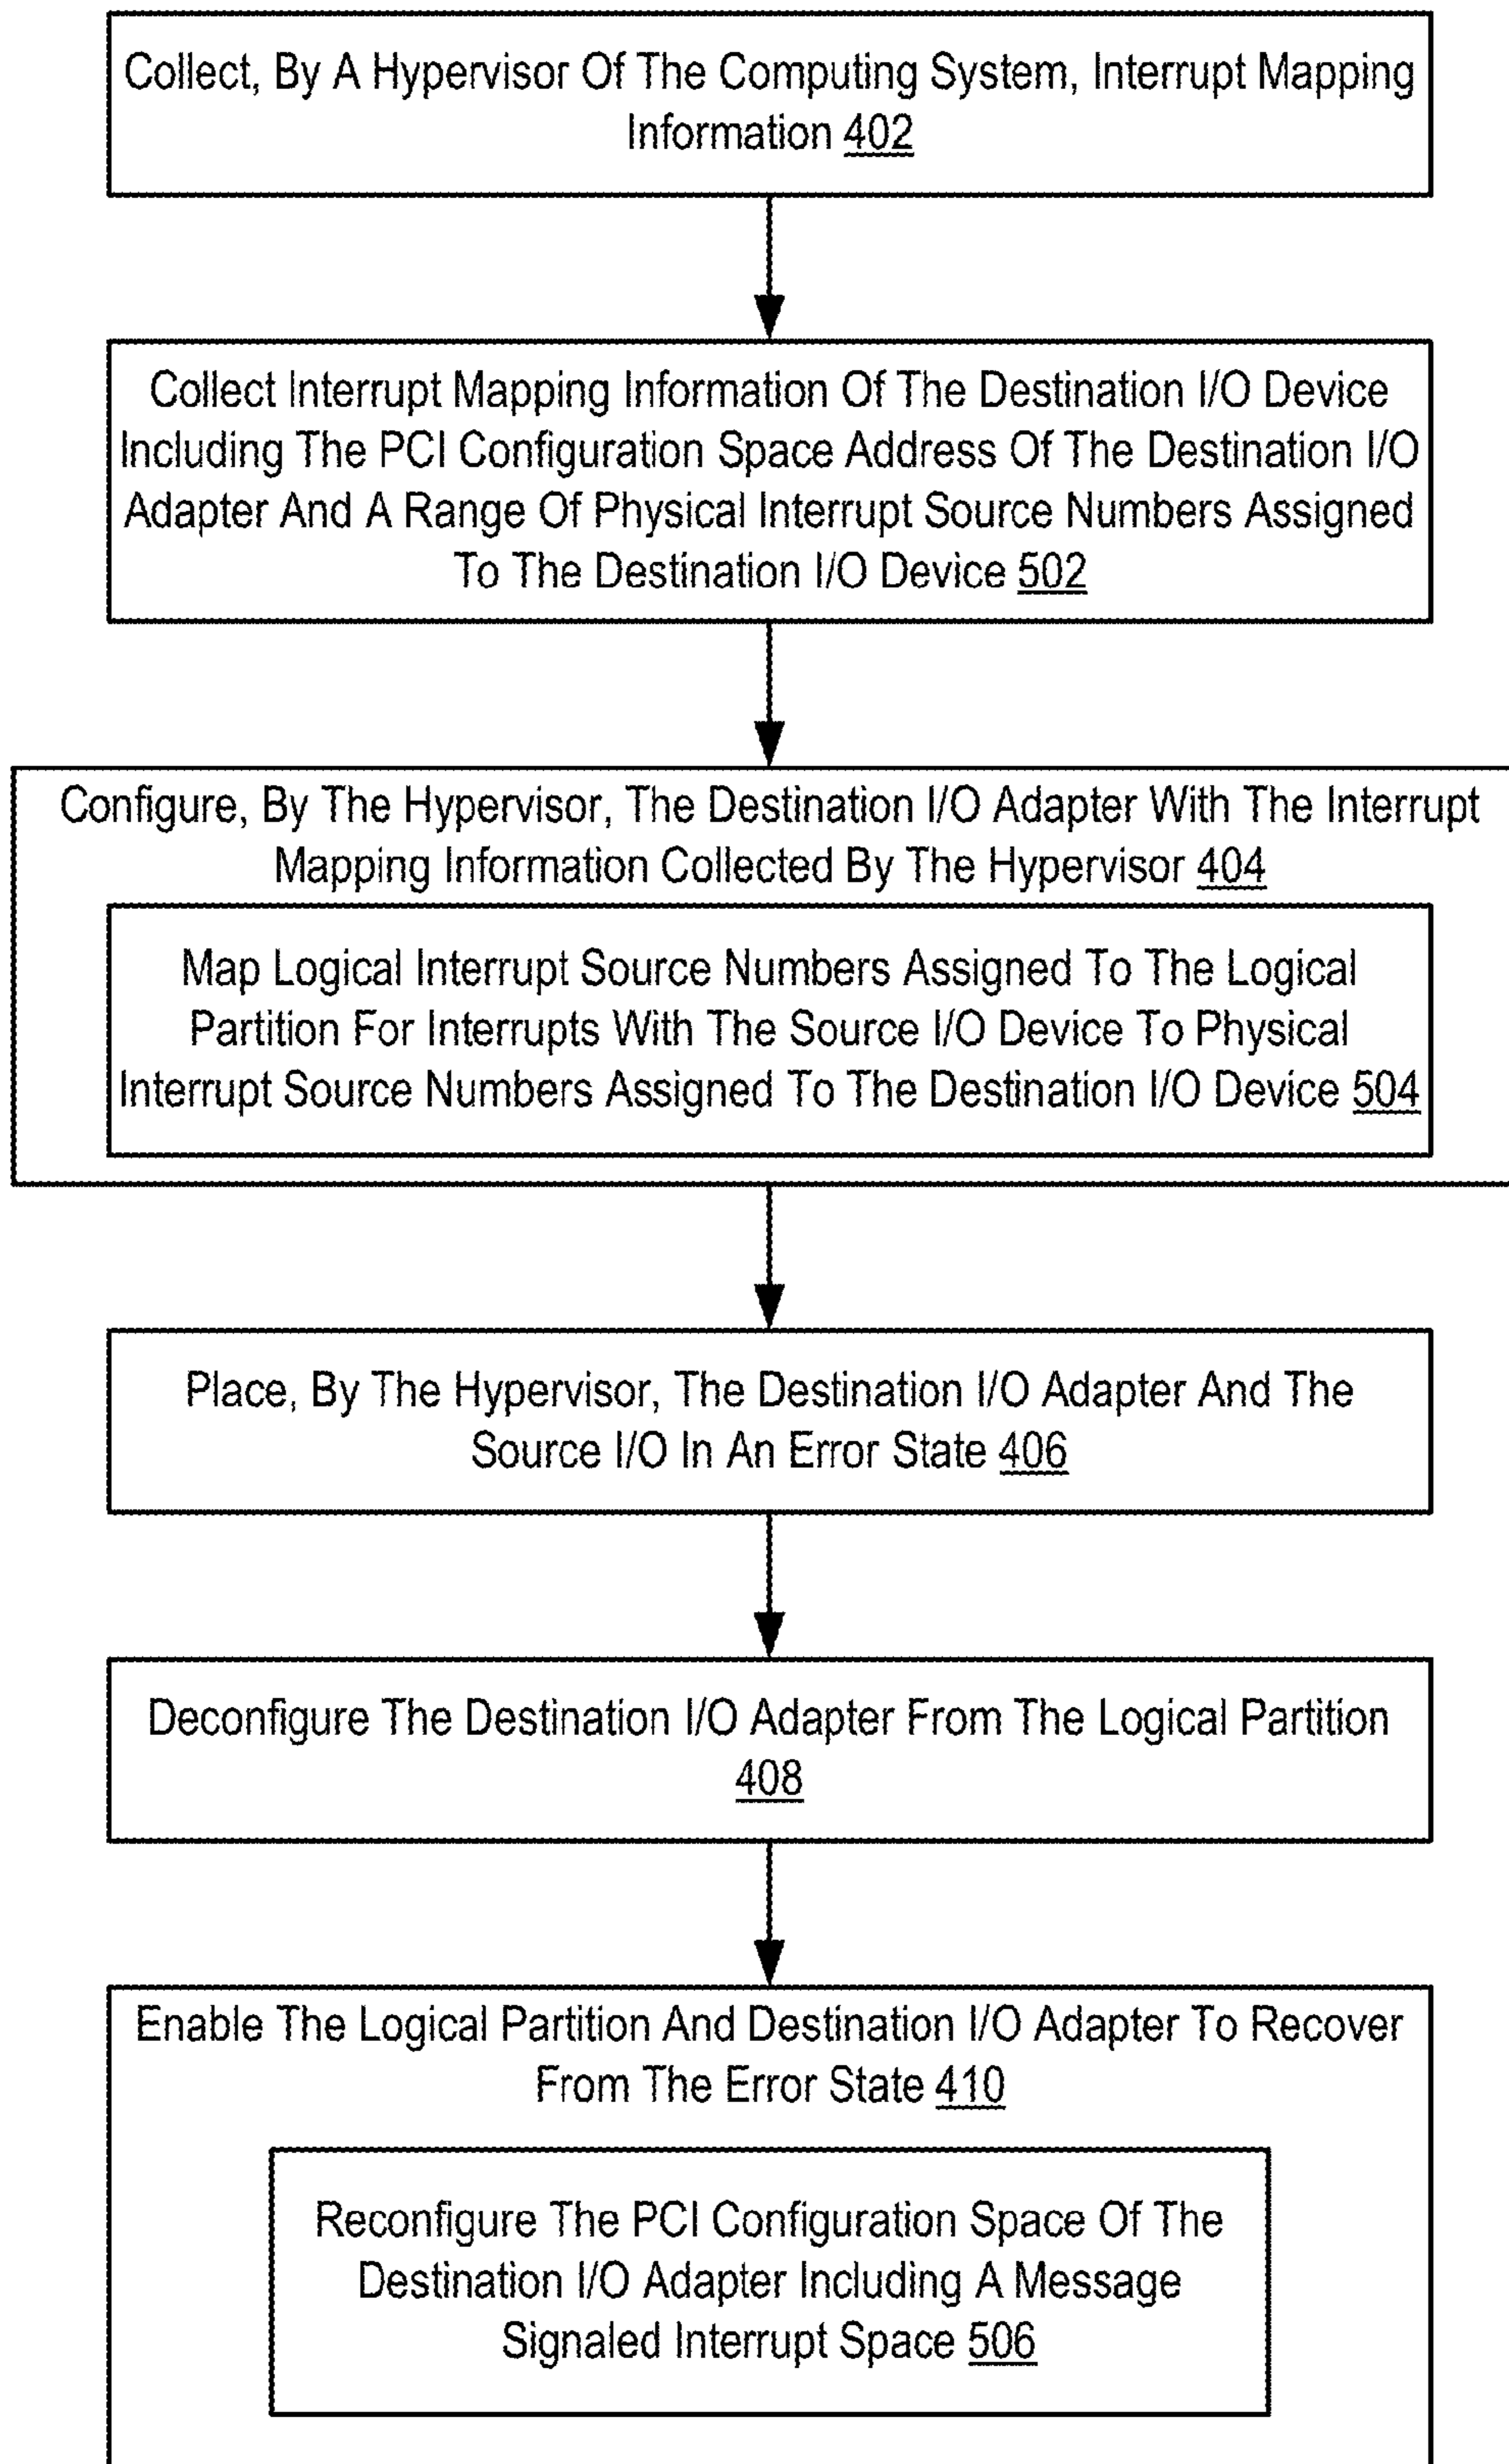 Collect, By A Hypervisor Of The Computing System, Interrupt Mapping
Information 402
Collect Interrupt Mapping Information Of The Destination I/O Device
Including The PCI Configuration Space Address Of The Destination I/O
Adapter And A Range Of Physical Interrupt Source Numbers Assigned
To The Destination I/O Device 502
Configure, By The Hypervisor, The Destination I/O Adapter With The Interrupt
Mapping Information Collected By The Hypervisor 404
Map Logical Interrupt Source Numbers Assigned To The Logical
Partition For Interrupts With The Source I/O Device To Physical
Interrupt Source Numbers Assigned To The Destination I/O Device 504
Place, By The Hypervisor, The Destination I/O Adapter And The
Source I/O In An Error State 406
Deconfigure The Destination I/O Adapter From The Logical Partition
408
Enable The Logical Partition And Destination I/O Adapter To Recover
From The Error State 410
Reconfigure The PCI Configuration Space Of The
Destination I/O Adapter Including A Message
Signaled Interrupt Space 506